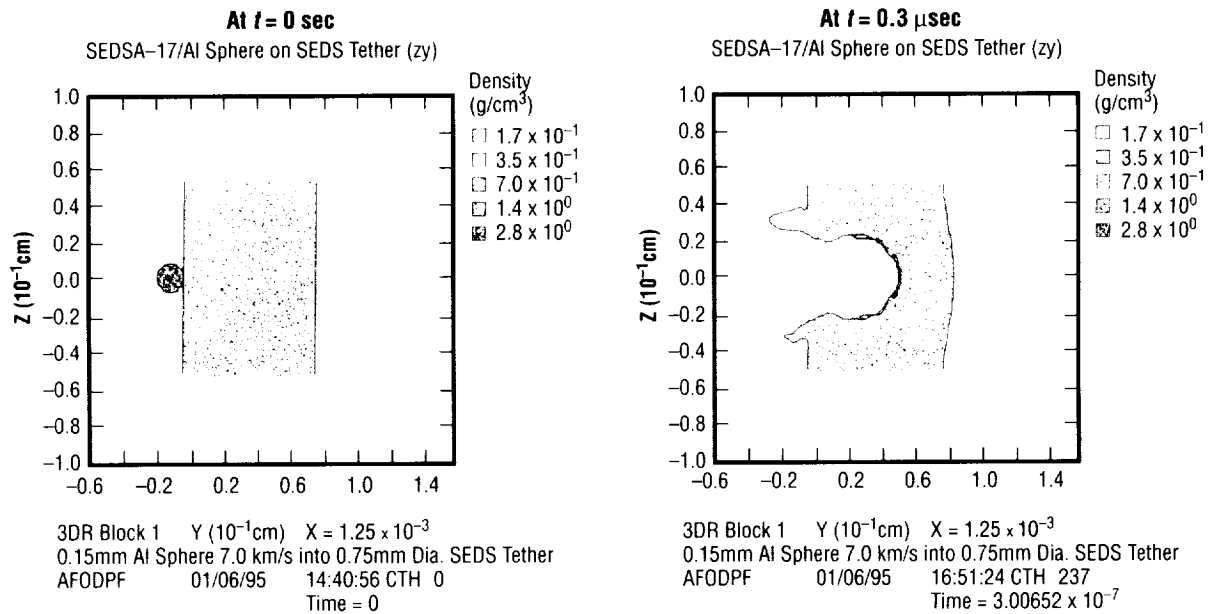 At t = 0 sec
SEDSA–17/Al Sphere on SEDS Tether (zy)
Density
(g/cm³)
1.7 x 10⁻¹
3.5 x 10⁻¹
7.0 x 10⁻¹
1.4 x 10⁰
2.8 x 10⁰
Z (10⁻¹cm)
1.0
0.8
0.6
0.4
0.2
0.0
–0.2
–0.4
–0.6
–0.8
–1.0
–0.6 –0.2 0.2 0.6 1.0 1.4
3DR Block 1 Y (10⁻¹cm) X = 1.25 x 10⁻³
0.15mm Al Sphere 7.0 km/s into 0.75mm Dia. SEDS Tether
AFODPF 01/06/95 14:40:56 CTH 0
Time = 0
At t = 0.3 µsec
SEDSA–17/Al Sphere on SEDS Tether (zy)
Density
(g/cm³)
1.7 x 10⁻¹
3.5 x 10⁻¹
7.0 x 10⁻¹
1.4 x 10⁰
2.8 x 10⁰
Z (10⁻¹cm)
1.0
0.8
0.6
0.4
0.2
0.0
–0.2
–0.4
–0.6
–0.8
–1.0
–0.6 –0.2 0.2 0.6 1.0 1.4
3DR Block 1 Y (10⁻¹cm) X = 1.25 x 10⁻³
0.15mm Al Sphere 7.0 km/s into 0.75mm Dia. SEDS Tether
AFODPF 01/06/95 16:51:24 CTH 237
Time = 3.00652 x 10⁻⁷